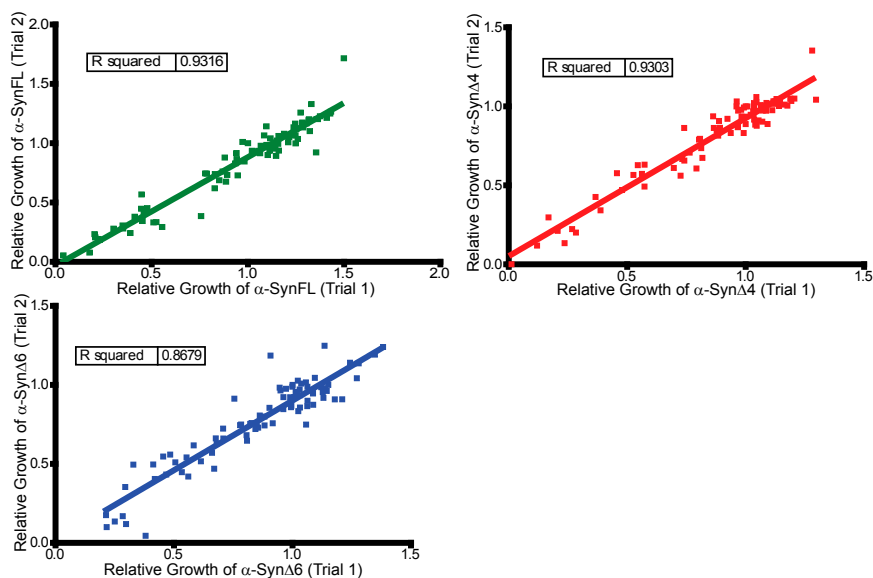 Relative Growth of α-SynFL (Trial 2)
2.0
1.5
1.0
0.5
0.0
R squared 0.9316
0.0 0.5 1.0 1.5 2.0
Relative Growth of α-SynFL (Trial 1)
Relative Growth of α-SynΔ4 (Trial 2)
1.5
1.0
0.5
0.0
R squared 0.9303
0.0 0.5 1.0 1.5
Relative Growth of α-SynΔ4 (Trial 1)
Relative Growth of α-SynΔ6 (Trial 2)
1.5
1.0
0.5
0.0
R squared 0.8679
0.0 0.5 1.0 1.5
Relative Growth of α-SynΔ6 (Trial 1)